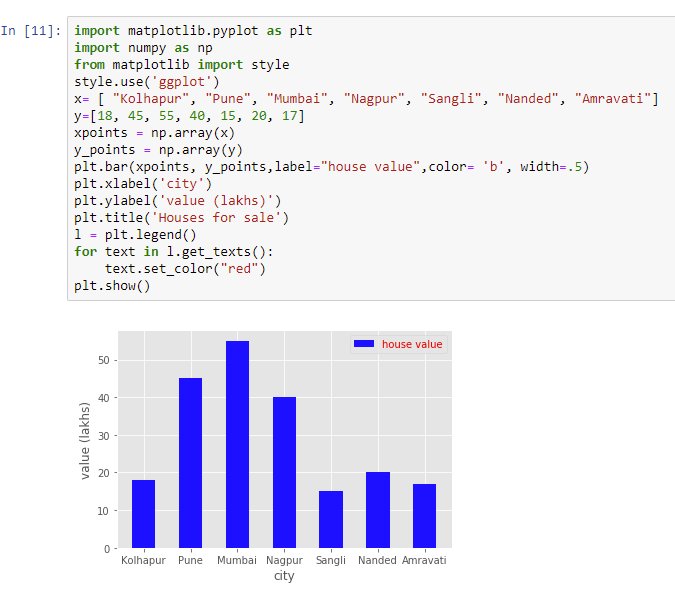 In [11]: import matplotlib.pyplot as plt
import numpy as np
from matplotlib import style
style.use('ggplot')
x= [ "Kolhapur", "Pune", "Mumbai", "Nagpur", "Sangli", "Nanded", "Amravati"]
y=[18, 45, 55, 40, 15, 20, 17]
xpoints = np.array(x)
y_points = np.array(y)
plt.bar(xpoints, y_points,label="house value",color= 'b', width=.5)
plt.xlabel('city')
plt.ylabel('value (lakhs)')
plt.title('Houses for sale')
l = plt.legend()
for text in l.get_texts():
    text.set_color("red")
plt.show()
house value
50
40
30
20
10
0
value (lakhs)
Kolhapur Pune Mumbai Nagpur Sangli Nanded Amravati
city